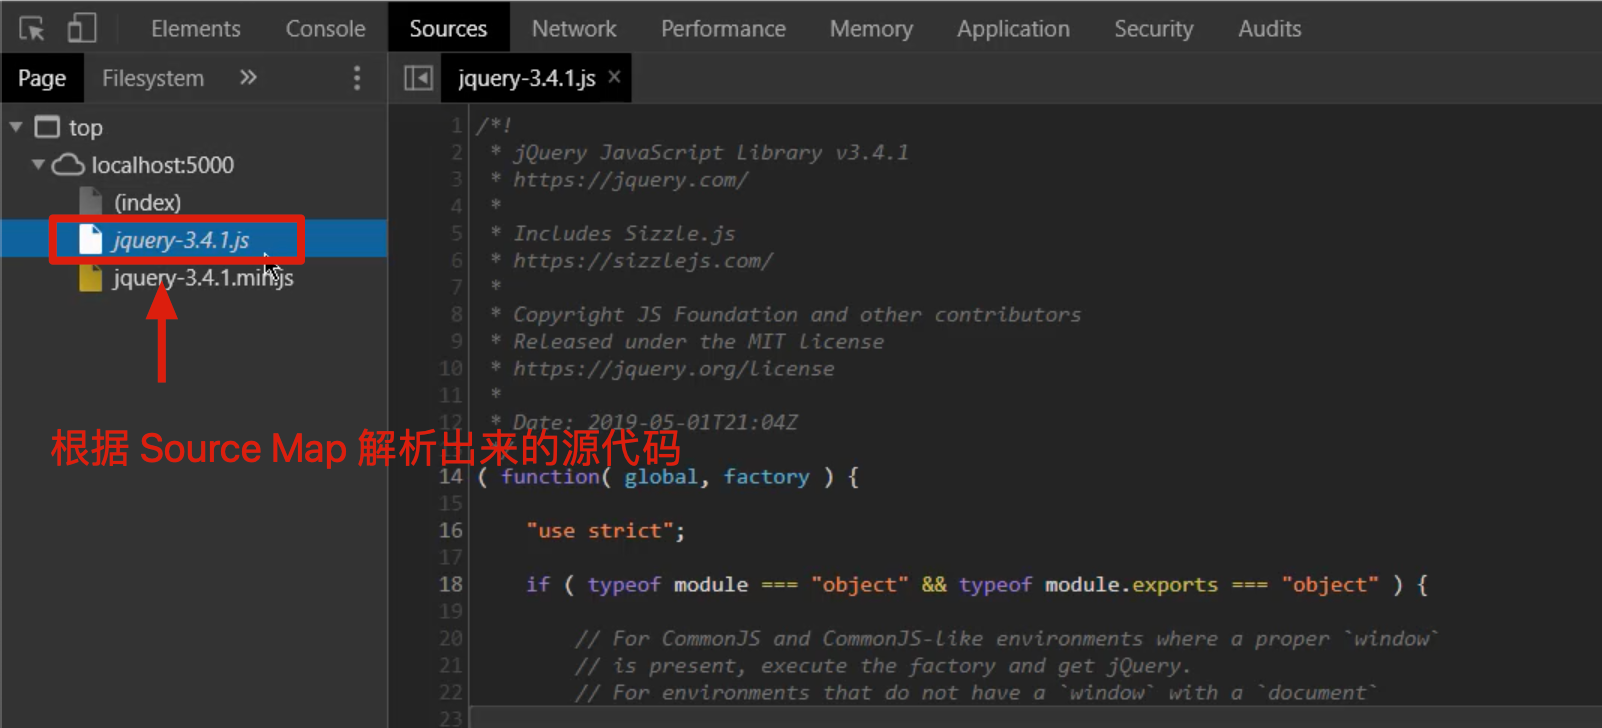 Elements Console Sources Network Performance Memory Application Security Audits
Page Filesystem » jquery-3.4.1.js ×
top
localhost:5000
(index)
jquery-3.4.1.js
jquery-3.4.1.min.js
根据 Source Map 解析出来的源代码
1 /*!
2 * jQuery JavaScript Library v3.4.1
3 * https://jquery.com/
4 *
5 * Includes Sizzle.js
6 * https://sizzlejs.com/
7 *
8 * Copyright JS Foundation and other contributors
9 * Released under the MIT license
10 * https://jquery.org/license
11 *
12 * Date: 2019-05-01T21:04Z
14 ( function( global, factory ) {
15
16 "use strict";
17
18 if ( typeof module === "object" && typeof module.exports === "object" ) {
19
20 // For CommonJS and CommonJS-like environments where a proper `window`
21 // is present, execute the factory and get jQuery.
22 // For environments that do not have a `window` with a `document`
23